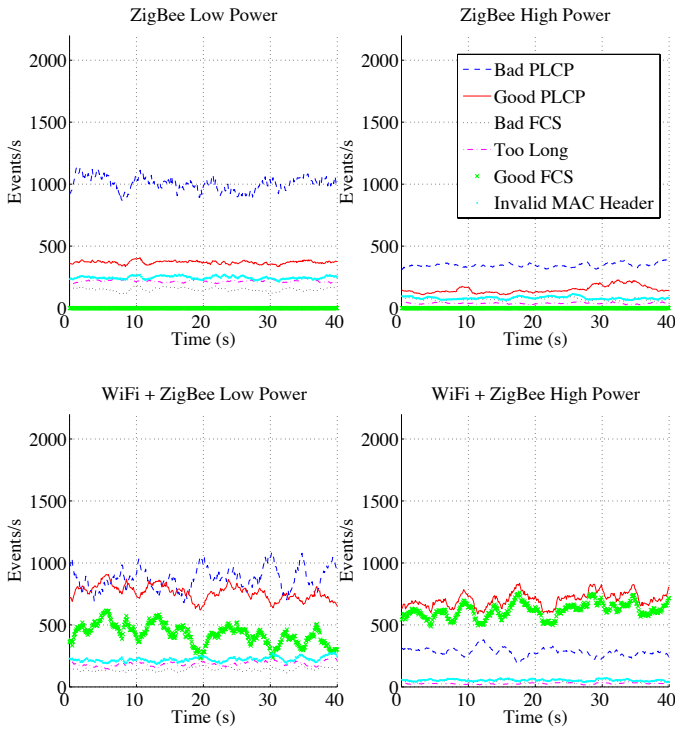 ZigBee Low Power
ZigBee High Power
2000
1500
1000
500
0
Events/s
0
10
20
30
40
Time (s)
2000
1500
1000
500
0
Events/s
0
10
20
30
40
Time (s)
Bad PLCP
Good PLCP
Bad FCS
Too Long
Good FCS
Invalid MAC Header
WiFi + ZigBee Low Power
WiFi + ZigBee High Power
2000
1500
1000
500
0
Events/s
0
10
20
30
40
Time (s)
2000
1500
1000
500
0
Events/s
0
10
20
30
40
Time (s)